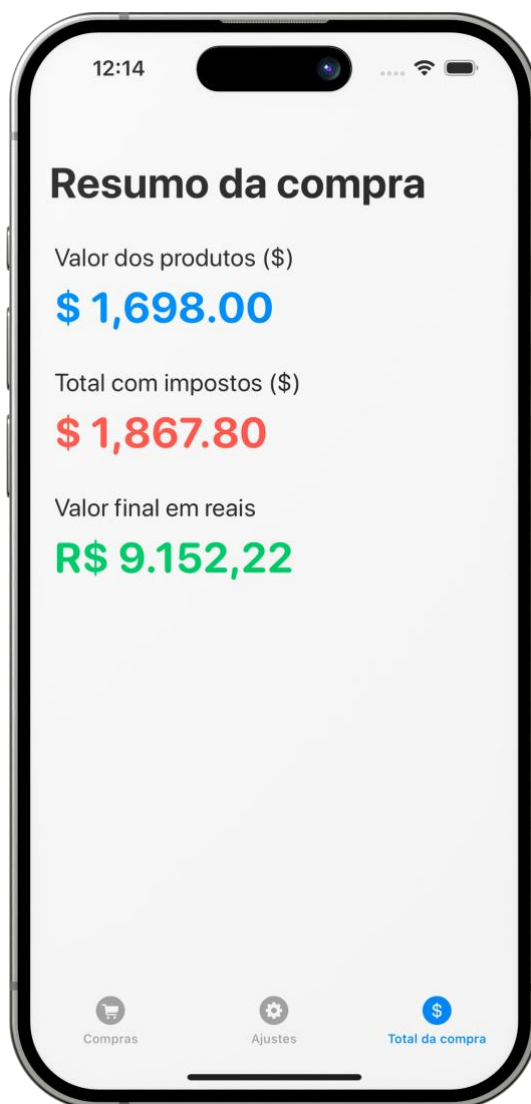 12:14
Resumo da compra
Valor dos produtos ($)
$ 1,698.00
Total com impostos ($)
$ 1,867.80
Valor final em reais
R$ 9.152,22
$
Compras
Ajustes
Total da compra